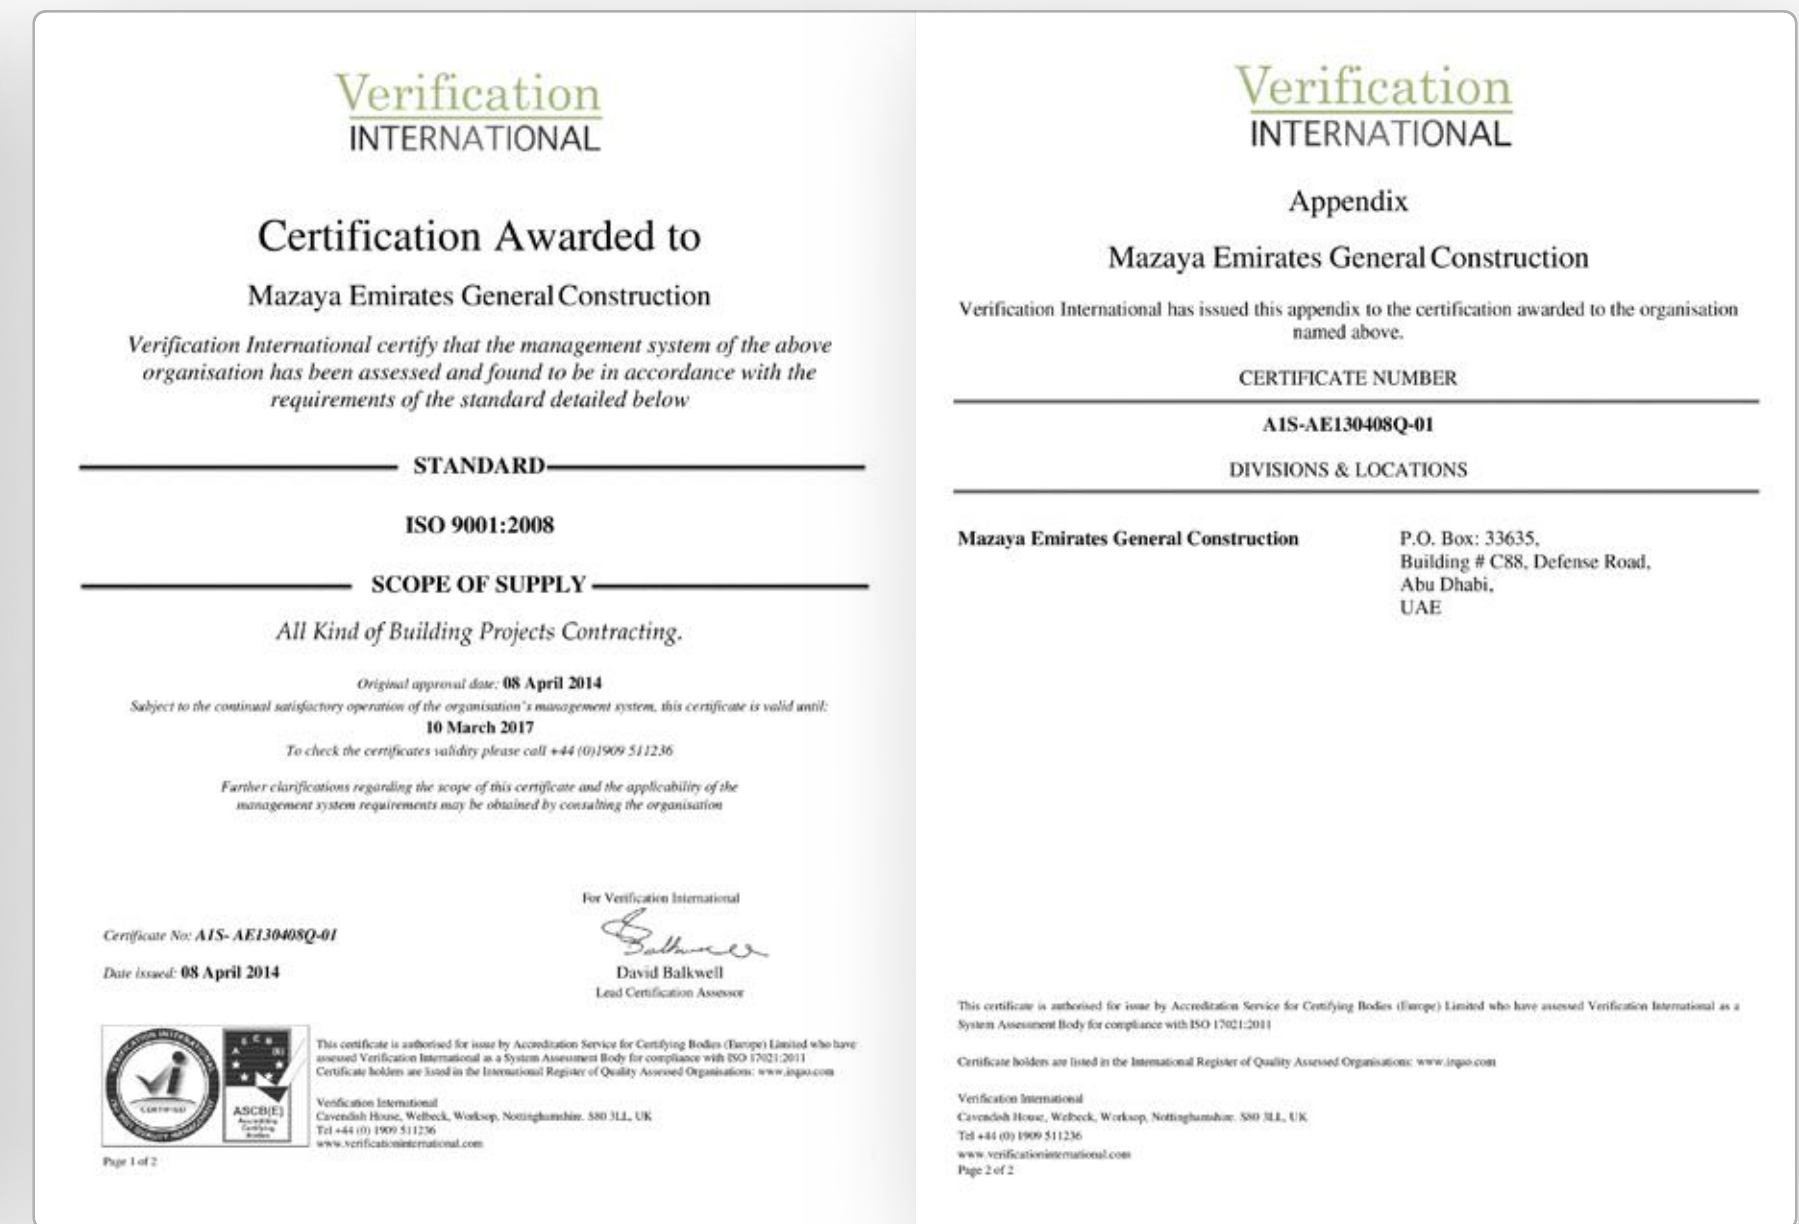 Verification
INTERNATIONAL
Certification Awarded to
Mazaya Emirates General Construction
Verification International certify that the management system of the above
organisation has been assessed and found to be in accordance with the
requirements of the standard detailed below
STANDARD
ISO 9001:2008
SCOPE OF SUPPLY
All Kind of Building Projects Contracting.
Original approval date: 08 April 2014
Subject to the continual satisfactory operation of the organisation's management system, this certificate is valid until:
10 March 2017
To check the certificates validity please call +44 (0)1909 511236
Further clarifications regarding the scope of this certificate and the applicability of the
management system requirements may be obtained by consulting the organisation
For Verification International
Certificate No: A1S- AE130408Q-01
Balkwell
David Balkwell
Date issued: 08 April 2014
Lead Certification Assessor
VERIFICATION INTERNATIONAL
CERTIFIED
ASCB(E)
Accrediting
Certifying
Bodies
This certificate is authorised for issue by Accreditation Service for Certifying Bodies (Europe) Limited who have
assessed Verification International as a System Assessment Body for compliance with ISO 17021:2011
Certificate holders are listed in the International Register of Quality Assessed Organisations: www.irqao.com
Verification International
Cavendish House, Welbeck, Worksop, Nottinghamshire. S80 3LL, UK
Tel +44 (0) 1909 511236
www.verificationinternational.com
Page 1 of 2
Verification
INTERNATIONAL
Appendix
Mazaya Emirates General Construction
Verification International has issued this appendix to the certification awarded to the organisation
named above.
CERTIFICATE NUMBER
A1S-AE130408Q-01
DIVISIONS & LOCATIONS
Mazaya Emirates General Construction
P.O. Box: 33635,
Building # C88, Defense Road,
Abu Dhabi,
UAE
This certificate is authorised for issue by Accreditation Service for Certifying Bodies (Europe) Limited who have assessed Verification International as a
System Assessment Body for compliance with ISO 17021:2011
Certificate holders are listed in the International Register of Quality Assessed Organisations: www.irqao.com
Verification International
Cavendish House, Welbeck, Worksop, Nottinghamshire. S80 3LL, UK
Tel +44 (0) 1909 511236
www.verificationinternational.com
Page 2 of 2